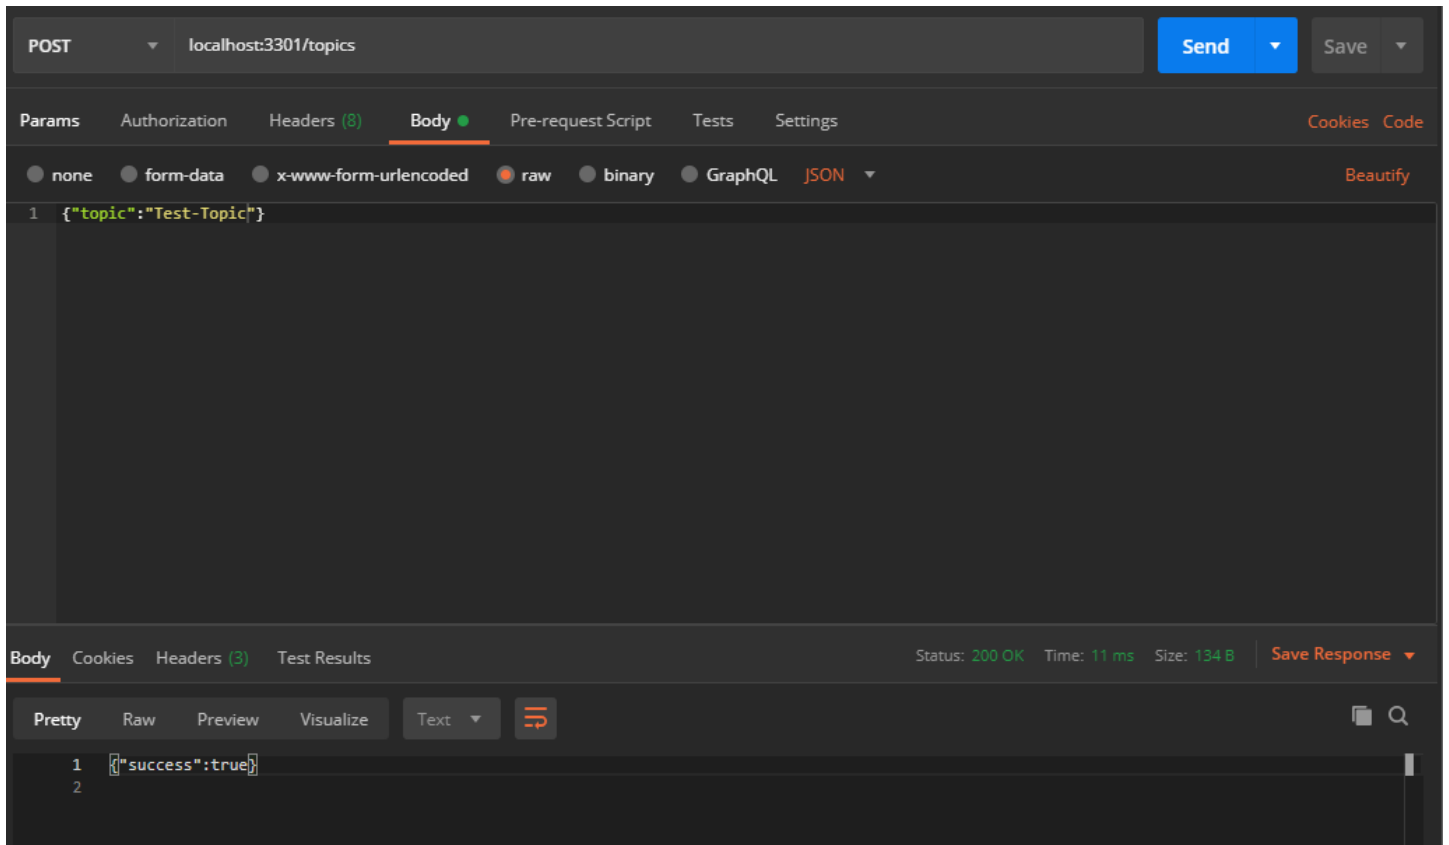 POST localhost:3301/topics Send Save
Params Authorization Headers (8) Body Pre-request Script Tests Settings Cookies Code
none form-data x-www-form-urlencoded raw binary GraphQL JSON Beautify
1 {"topic":"Test-Topic"}
Body Cookies Headers (3) Test Results Status: 200 OK Time: 11 ms Size: 134 B Save Response
Pretty Raw Preview Visualize Text
1 {"success":true}
2